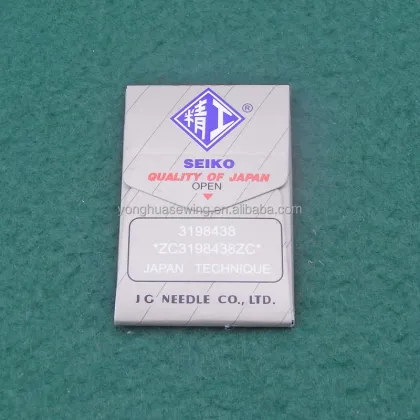 精工
®
SEIKO
QUALITY OF JAPAN
OPEN
yonghuasewing.en.alibaba.com
3198438
*ZC3198438ZC*
JAPAN TECHNIQUE
J G NEEDLE CO., LTD.